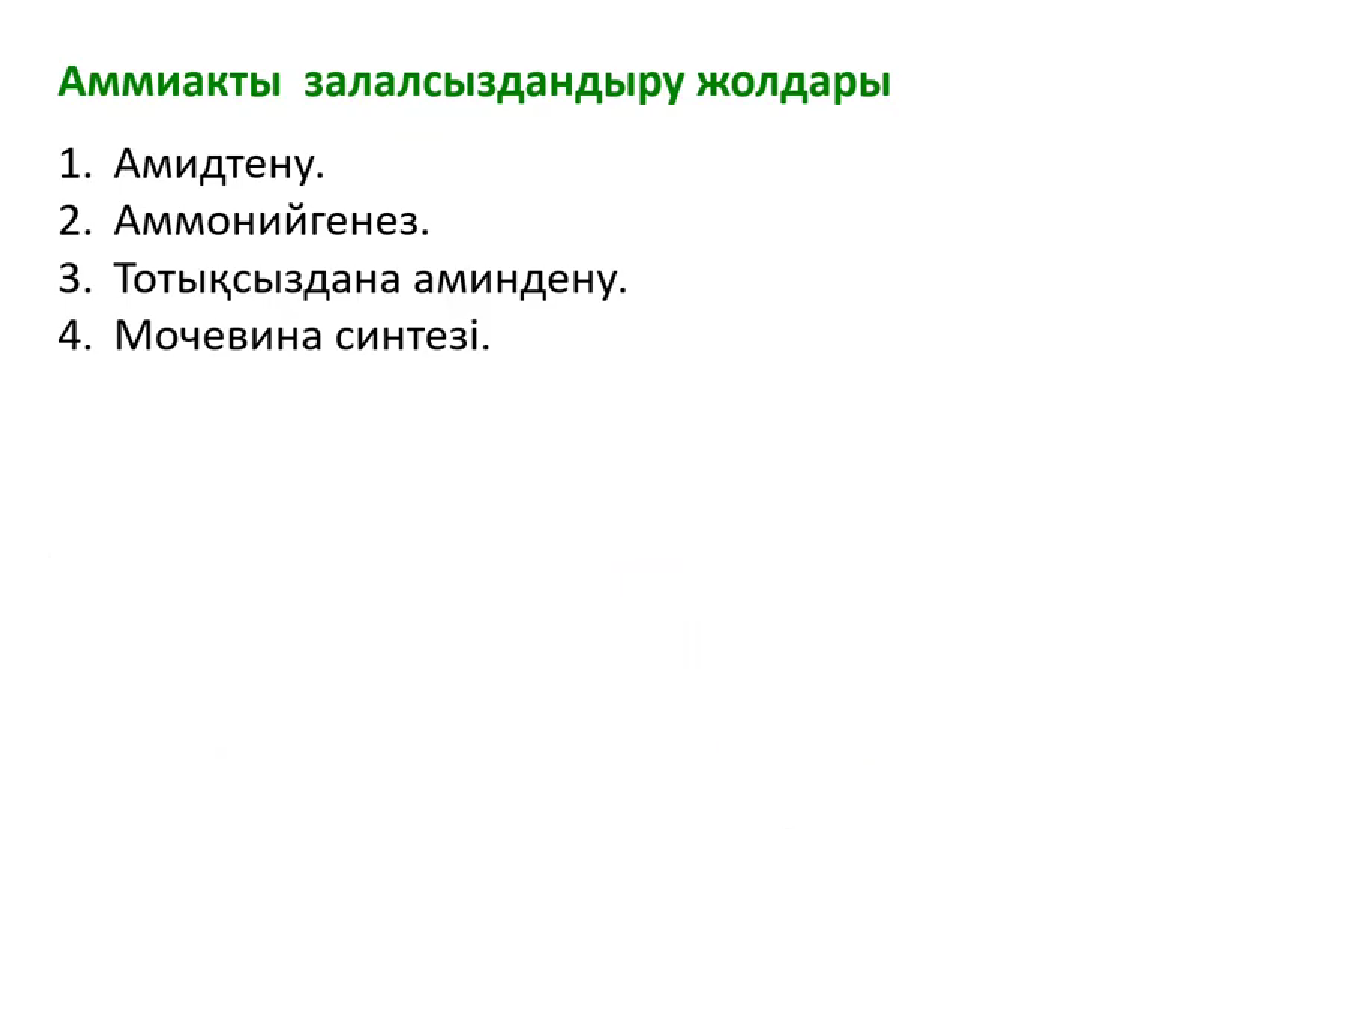 Аммиакты залалсыздандыру жолдары
1. Амидтену.
2. Аммонийгенез.
3. Тотықсыздана аминдену.
4. Мочевина синтезі.